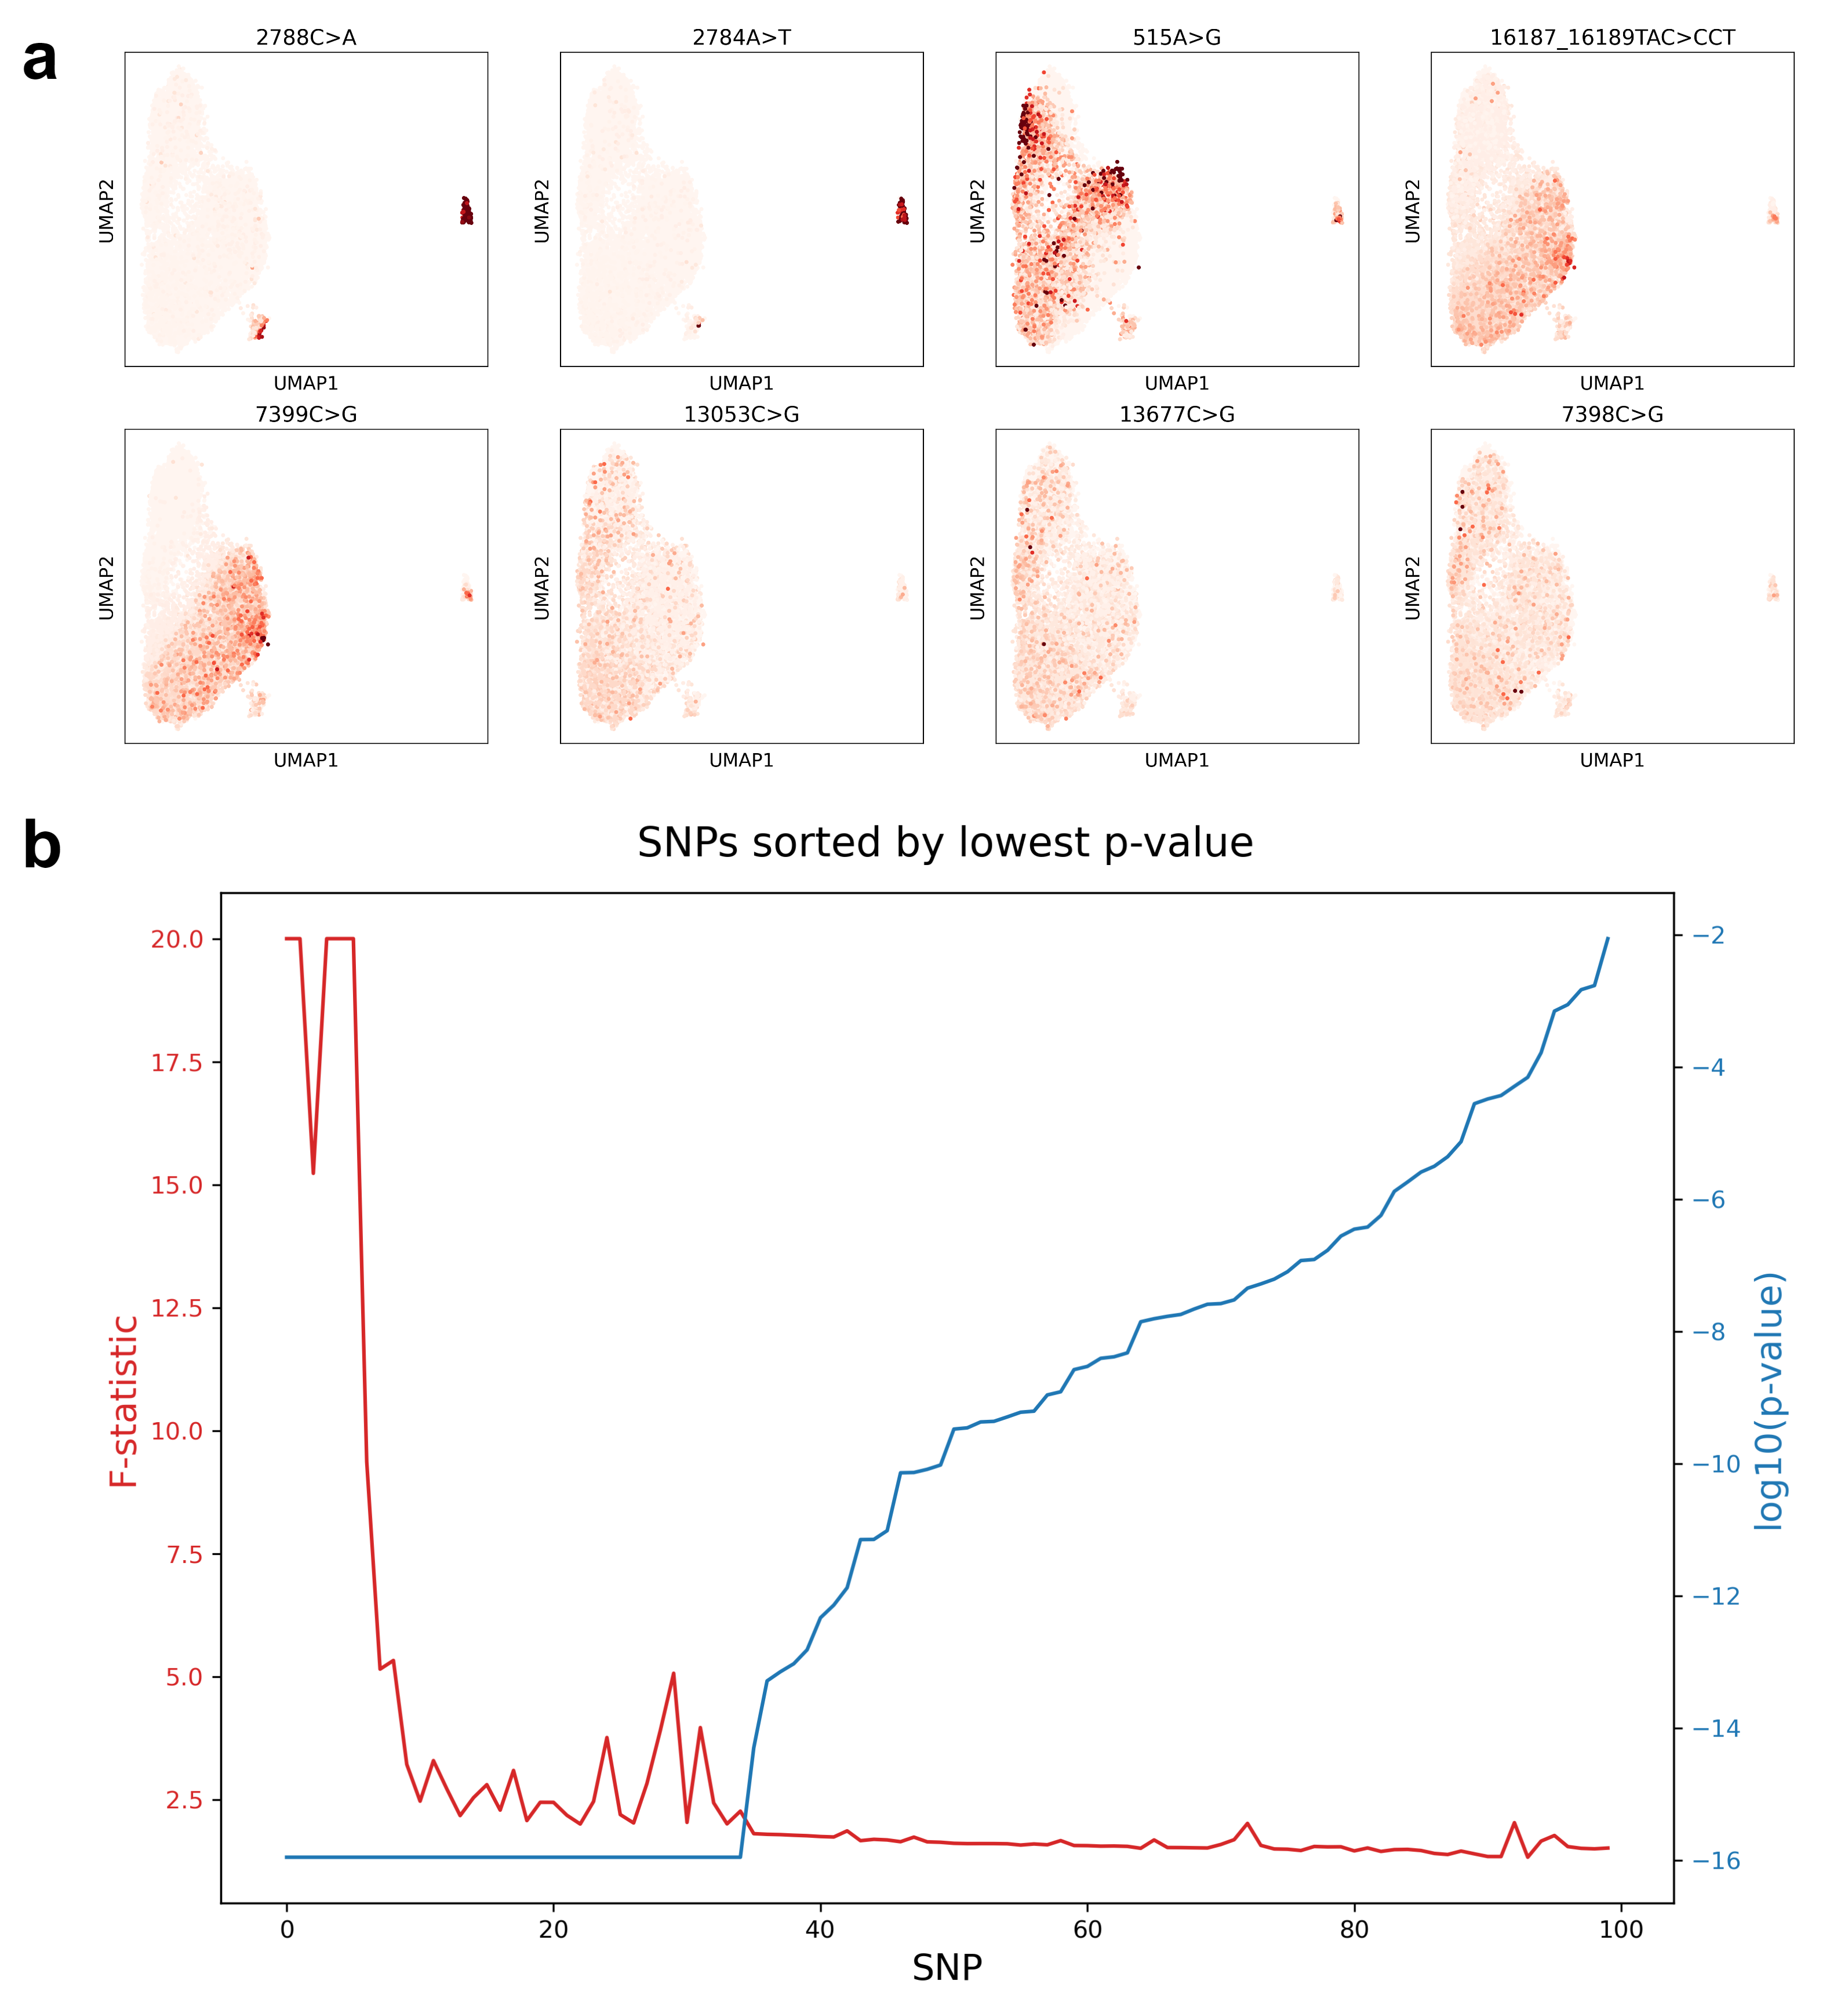 a
2788C>A
2784A>T
515A>G
16187_16189TAC>CCT
UMAP2
UMAP2
UMAP2
UMAP2
UMAP1
UMAP1
UMAP1
UMAP1
7399C>G
13053C>G
13677C>G
7398C>G
UMAP2
UMAP2
UMAP2
UMAP2
UMAP1
UMAP1
UMAP1
UMAP1
b
SNPs sorted by lowest p-value
F-statistic
20.0
17.5
15.0
12.5
10.0
7.5
5.0
2.5
−2
−4
−6
−8
−10
−12
−14
−16
log10(p-value)
0
20
40
60
80
100
SNP